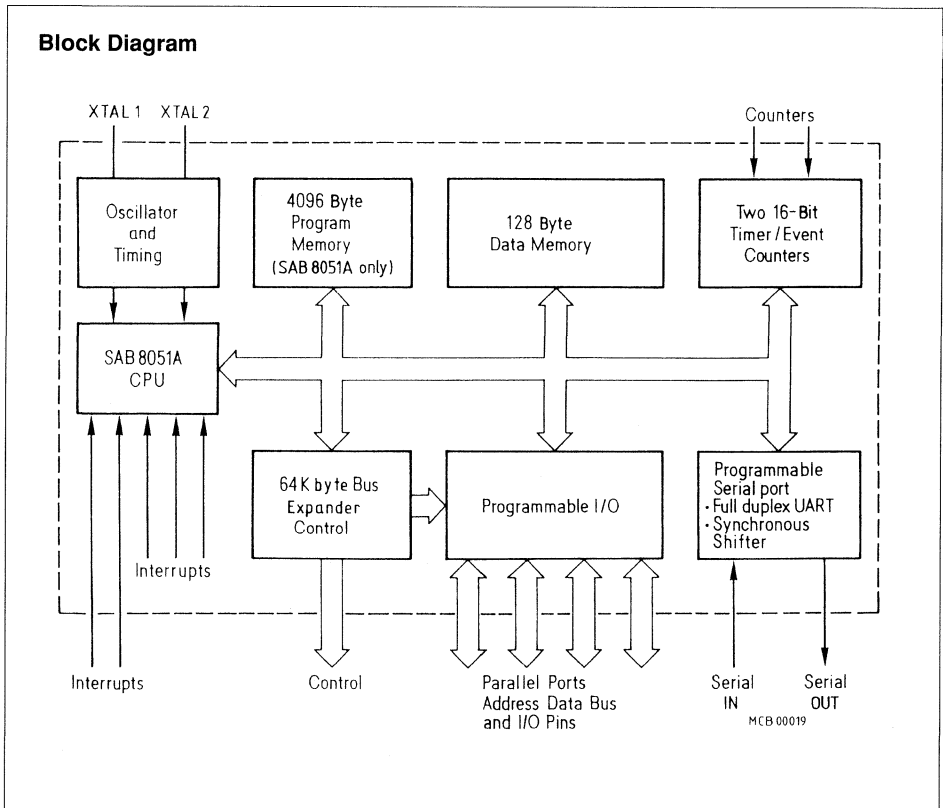 Block Diagram
XTAL 1 XTAL 2
Counters
Oscillator
and
Timing
4096 Byte
Program
Memory
(SAB 8051A only)
128 Byte
Data Memory
Two 16-Bit
Timer/Event
Counters
SAB 8051A
CPU
64K byte Bus
Expander
Control
Programmable I/O
Programmable
Serial port
· Full duplex UART
· Synchronous
Shifter
Interrupts
Interrupts
Control
Parallel Ports
Address Data Bus
and I/O Pins
Serial
IN
Serial
OUT
MCB 00019